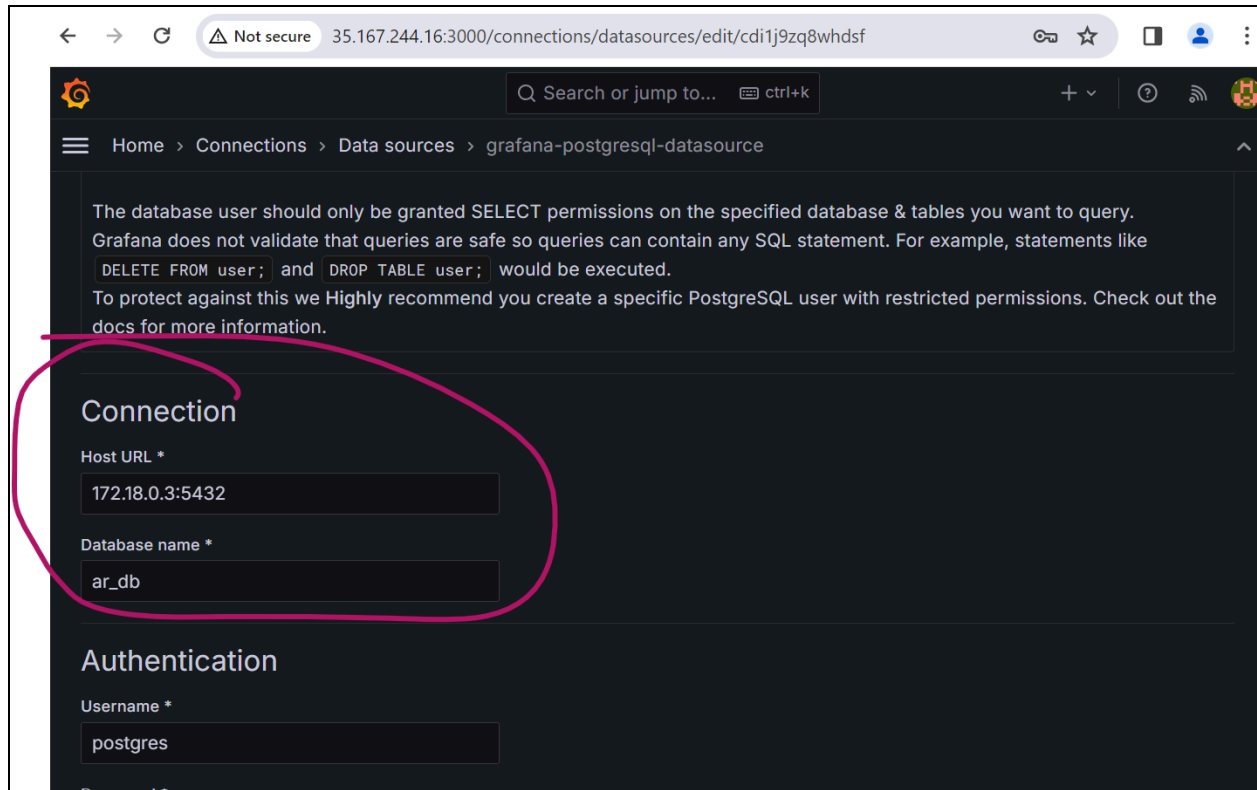 Not secure 35.167.244.16:3000/connections/datasources/edit/cdi1j9zq8whdsf
Search or jump to... ctrl+k
Home > Connections > Data sources > grafana-postgresql-datasource
The database user should only be granted SELECT permissions on the specified database & tables you want to query.
Grafana does not validate that queries are safe so queries can contain any SQL statement. For example, statements like
DELETE FROM user; and DROP TABLE user; would be executed.
To protect against this we Highly recommend you create a specific PostgreSQL user with restricted permissions. Check out the
docs for more information.
Connection
Host URL *
172.18.0.3:5432
Database name *
ar_db
Authentication
Username *
postgres